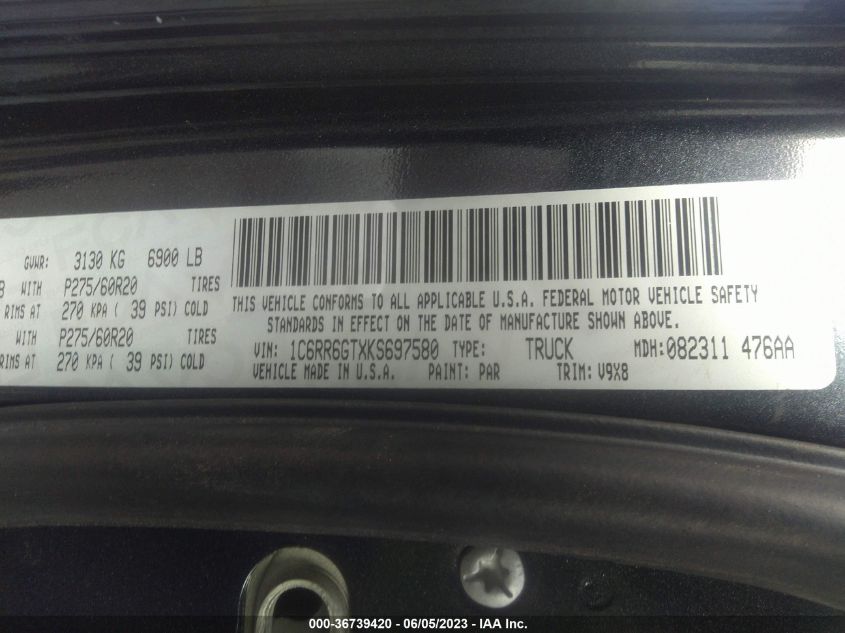 GVWR: 3130 KG 6900 LB
B WITH P275/60R20 TIRES
RIMS AT 270 KPA ( 39 PSI) COLD
WITH P275/60R20 TIRES
RIMS AT 270 KPA ( 39 PSI) COLD
THIS VEHICLE CONFORMS TO ALL APPLICABLE U.S.A. FEDERAL MOTOR VEHICLE SAFETY
STANDARDS IN EFFECT ON THE DATE OF MANUFACTURE SHOWN ABOVE.
VIN: 1C6RR6GTXKS697580 TYPE: TRUCK MDH:082311 476AA
VEHICLE MADE IN U.S.A. PAINT: PAR TRIM: V9X8
000-36739420 - 06/05/2023 - IAA Inc.